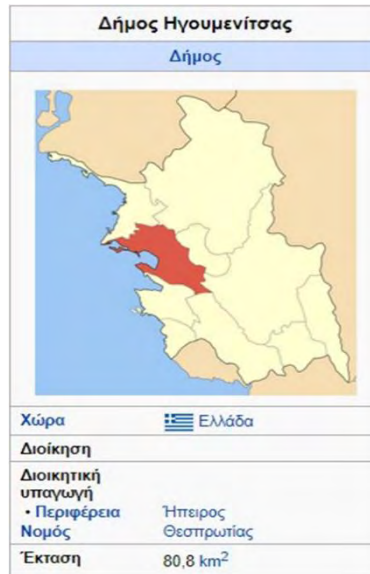 Δήμος Ηγουμενίτσας
Δήμος
Χώρα Ελλάδα
Διοίκηση
Διοικητική
υπαγωγή
• Περιφέρεια Ήπειρος
Νομός Θεσπρωτίας
Έκταση 80,8 km²